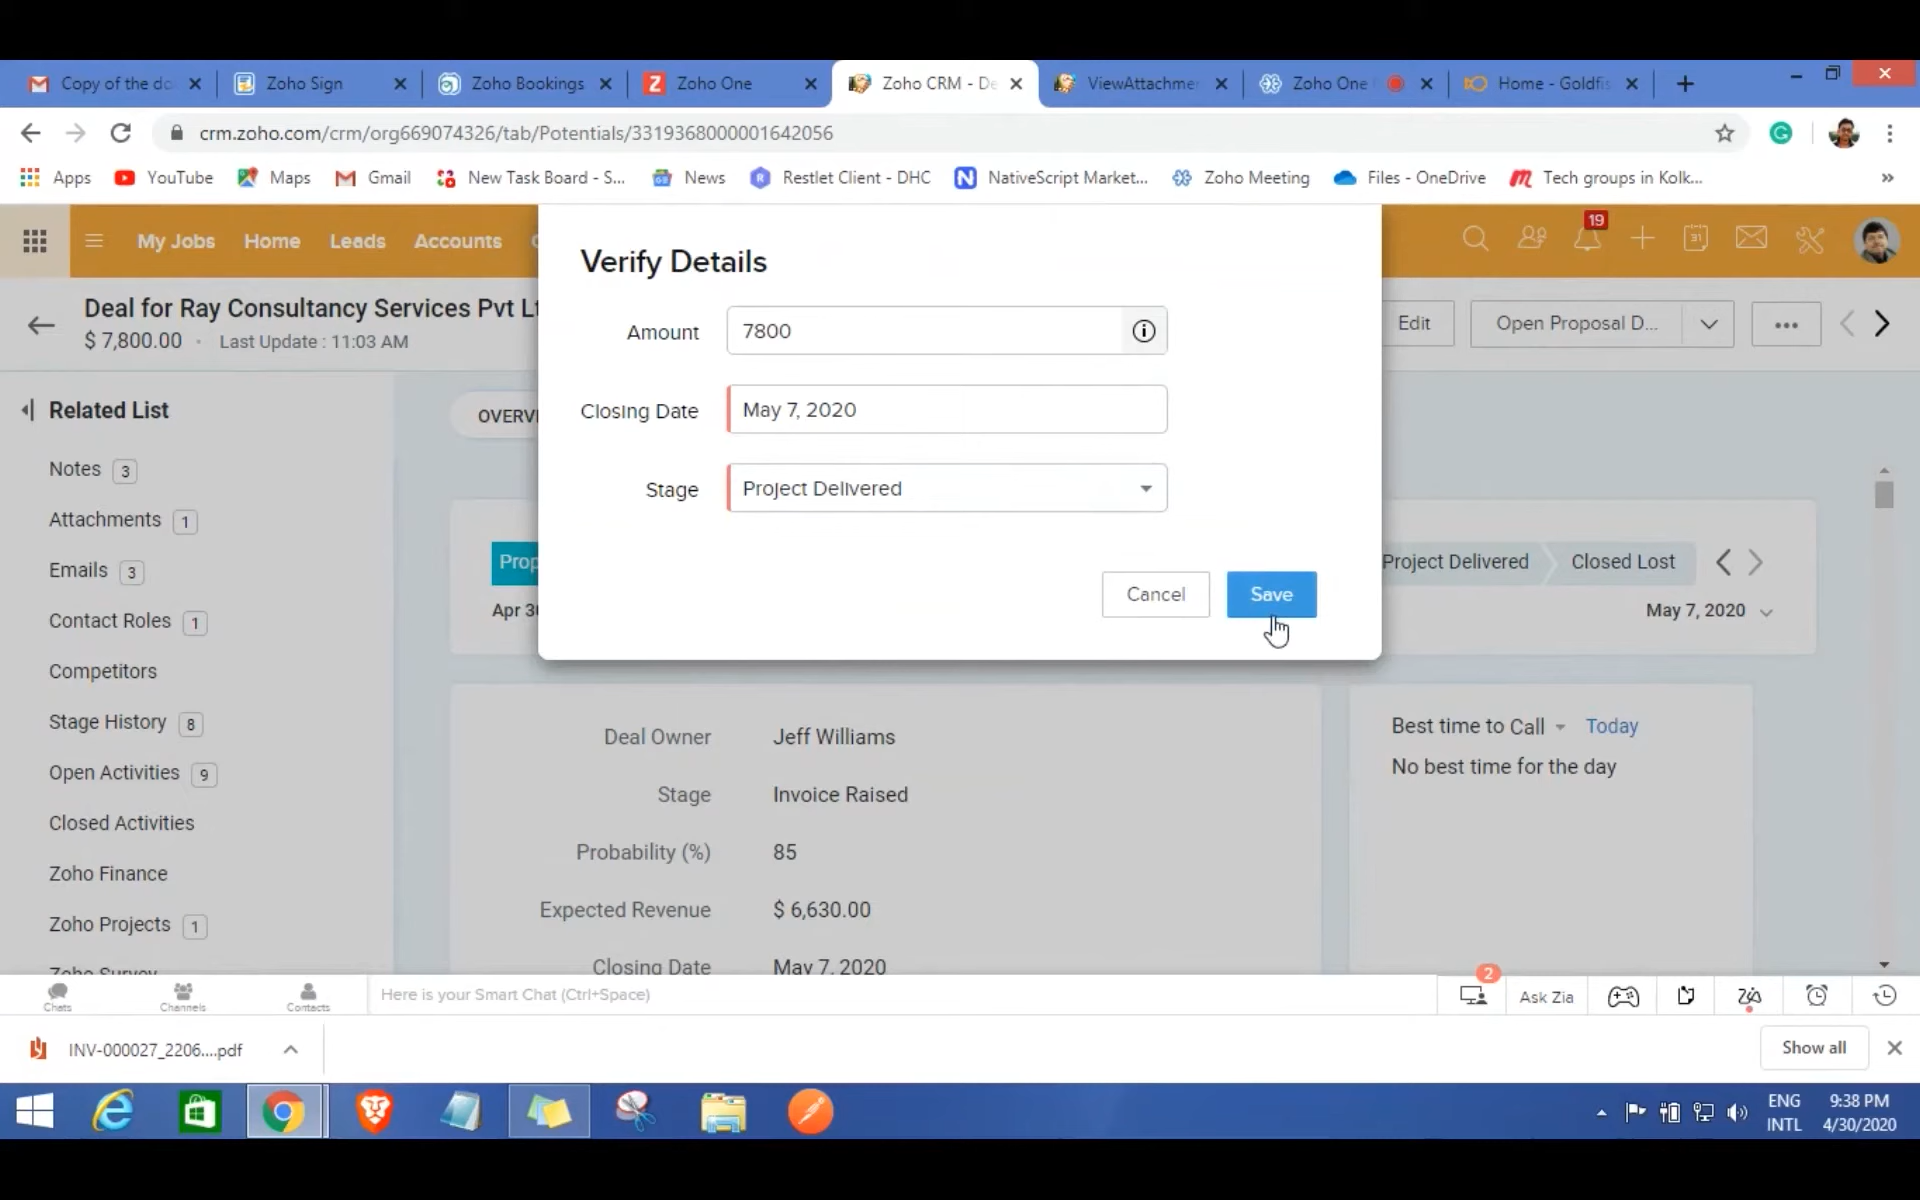 Copy of the do
Zoho Sign
Zoho Bookings
Zoho One
Zoho CRM - De
ViewAttachmen
Zoho One
Home - Goldfis
crm.zoho.com/crm/org669074326/tab/Potentials/3319368000001642056
Apps
YouTube
Maps
Gmail
New Task Board - S...
News
Restlet Client - DHC
NativeScript Market...
Zoho Meeting
Files - OneDrive
Tech groups in Kolk...
»
My Jobs
Home
Leads
Accounts
19
31
Deal for Ray Consultancy Services Pvt Lt
$ 7,800.00 · Last Update : 11:03 AM
Edit
Open Proposal D...
Verify Details
Amount
7800
Closing Date
May 7, 2020
Stage
Project Delivered
Cancel
Save
Related List
Notes 3
Attachments 1
Emails 3
Contact Roles 1
Competitors
Stage History 8
Open Activities 9
Closed Activities
Zoho Finance
Zoho Projects 1
Zoho Survey
OVERV
Prop
Project Delivered
Closed Lost
Apr 30
May 7, 2020
Deal Owner
Jeff Williams
Stage
Invoice Raised
Probability (%)
85
Expected Revenue
$ 6,630.00
Closing Date
May 7, 2020
Best time to Call
Today
No best time for the day
Chats
Channels
Contacts
Here is your Smart Chat (Ctrl+Space)
2
Ask Zia
INV-000027_2206....pdf
Show all
ENG
INTL
9:38 PM
4/30/2020